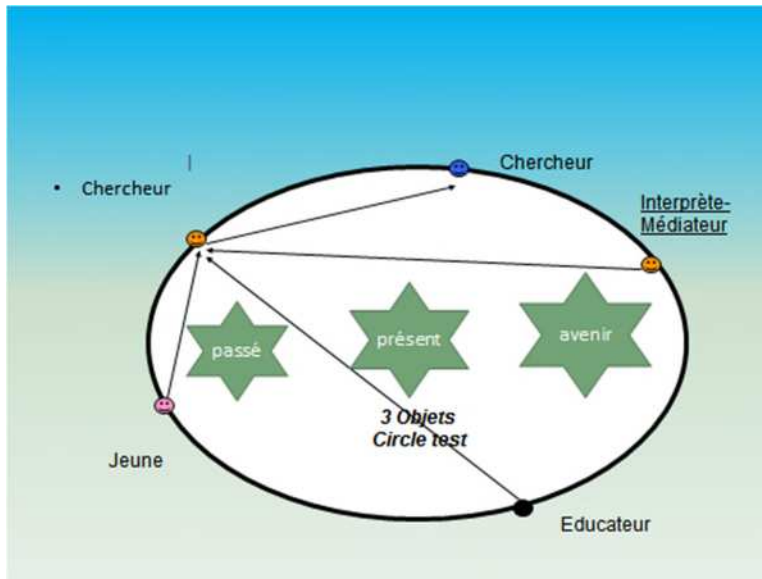 Chercheur
• Chercheur
Interprète-
Médiateur
passé
présent
avenir
3 Objets
Circle test
Jeune
Educateur